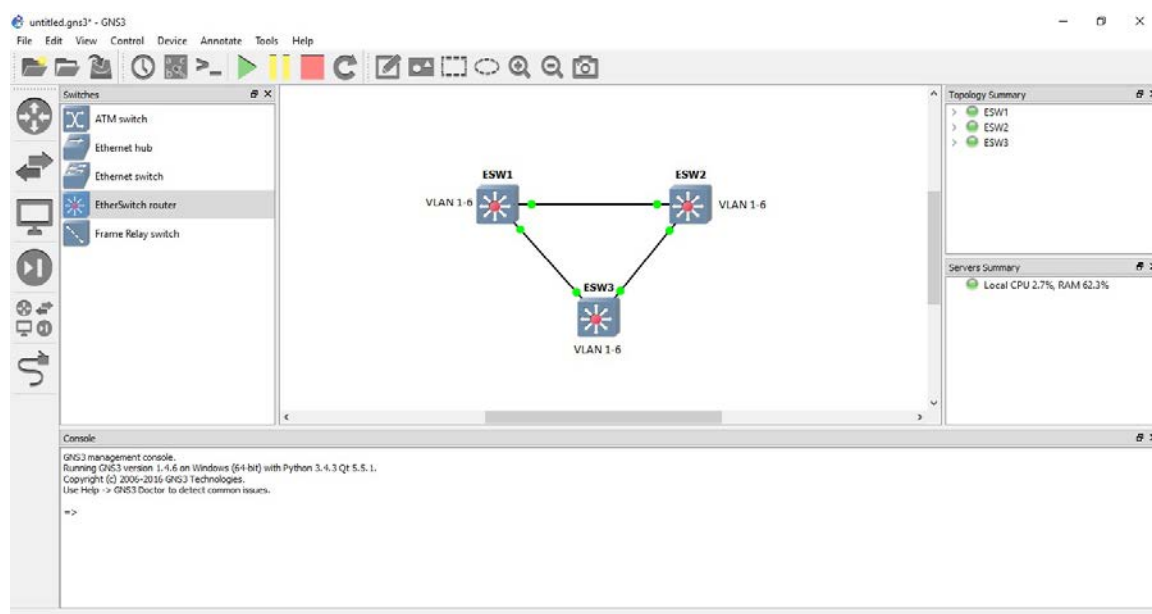 untitled.gns3* - GNS3
File Edit View Control Device Annotate Tools Help
Switches
ATM switch
Ethernet hub
Ethernet switch
EtherSwitch router
Frame Relay switch
ESW1
ESW2
VLAN 1-6
VLAN 1-6
ESW3
VLAN 1-6
Topology Summary
ESW1
ESW2
ESW3
Servers Summary
Local CPU 2.7%, RAM 62.3%
Console
GNS3 management console.
Running GNS3 version 1.4.6 on Windows (64-bit) with Python 3.4.3 Qt 5.5.1.
Copyright (c) 2006-2016 GNS3 Technologies.
Use Help -> GNS3 Doctor to detect common issues.
=>